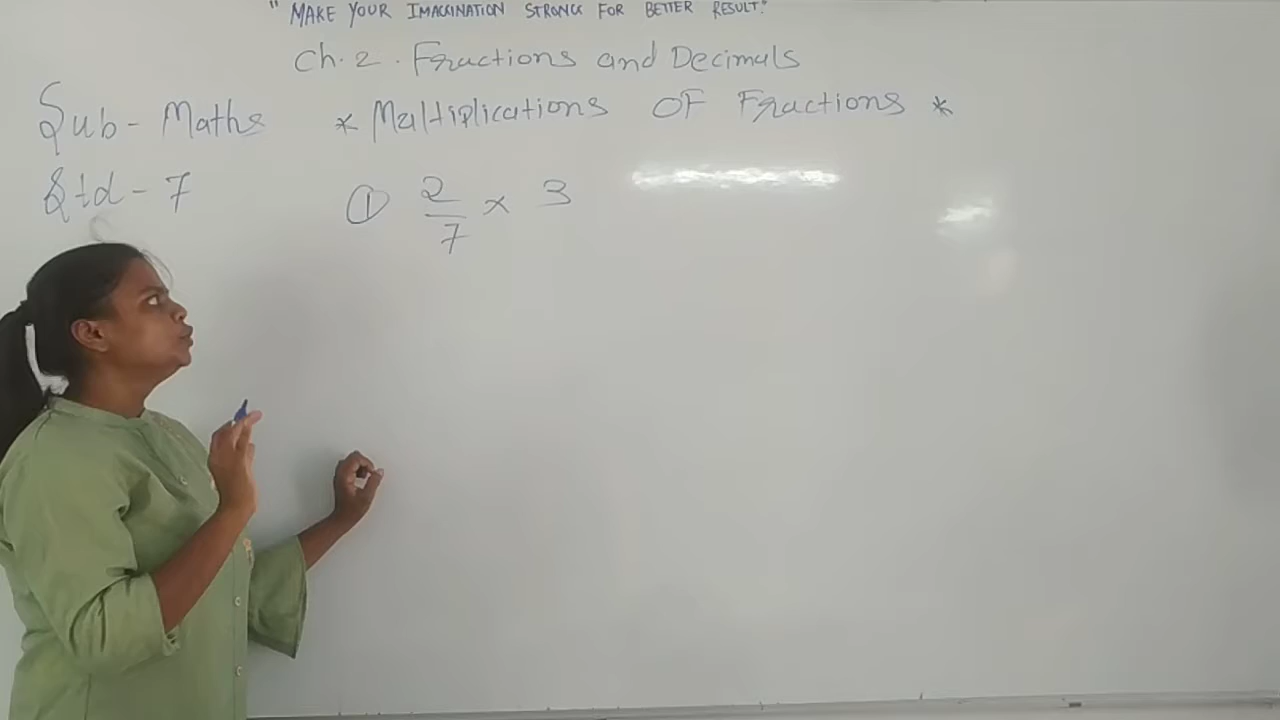 " MAKE YOUR IMAGINATION STRONG FOR BETTER RESULT."
Ch. 2. Fractions and Decimals
Sub - Maths * Multiplications OF Fractions *
Std - 7
① 2/7 × 3